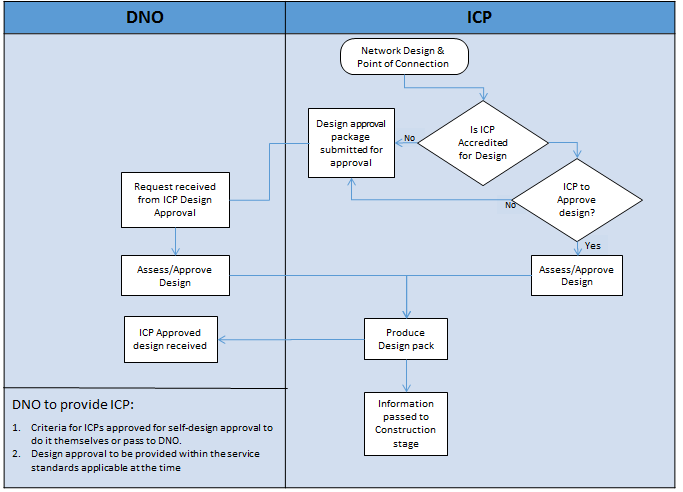 DNO
ICP
Network Design &
Point of Connection
Is ICP
Accredited
for Design
No
Design approval
package
submitted for
approval
ICP to
Approve
design?
No
Yes
Request received
from ICP Design
Approval
Assess/Approve
Design
Assess/Approve
Design
ICP Approved
design received
Produce
Design pack
Information
passed to
Construction
stage
DNO to provide ICP:
1. Criteria for ICPs approved for self-design approval to
do it themselves or pass to DNO.
2. Design approval to be provided within the service
standards applicable at the time